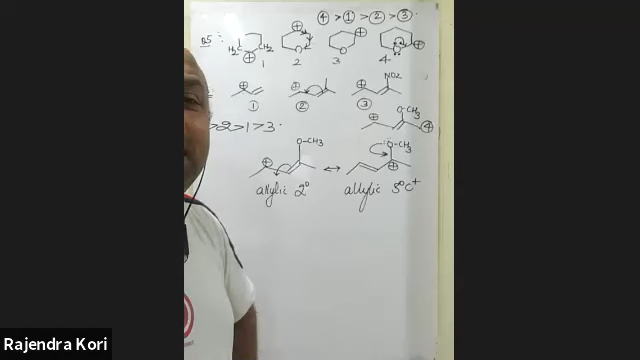 ④ > ① > ② > ③.
B5 :
H₂C CH₂
⊕ ⊕ ⊕ ⊕
O O O
1 2 3 4
⊕ ⊕ ⊕ NO2
① ② ③
>2>1>3.
⊕ O-CH₃ ④
⊕ O-CH₃ ↔ :O-CH₃ ⊕
allylic 2° allylic 3° C⁺
Rajendra Kori